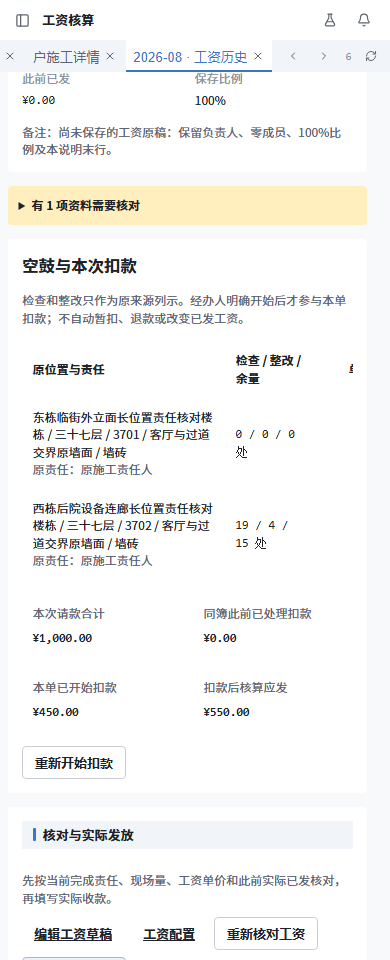 工资核算
户施工详情
2026-08 · 工资历史
6
此前已发
保存比例
¥0.00
100%
备注：尚未保存的工资原稿：保留负责人、零成员、100%比
例及本说明末行。
▶ 有 1 项资料需要核对
空鼓与本次扣款
检查和整改只作为原来源列示。经办人明确开始后才参与本单
扣款；不自动暂扣、退款或改变已发工资。
原位置与责任
检查 / 整改 /
余量
东栋临街外立面长位置责任核对楼
栋 / 三十七层 / 3701 / 客厅与过道
交界原墙面 / 墙砖
原责任：原施工责任人
0 / 0 / 0
处
西栋后院设备连廊长位置责任核对
楼栋 / 三十七层 / 3702 / 客厅与过
道交界原墙面 / 墙砖
原责任：原施工责任人
19 / 4 /
15 处
本次请款合计
同簿此前已处理扣款
¥1,000.00
¥0.00
本单已开始扣款
扣款后核算应发
¥450.00
¥550.00
重新开始扣款
核对与实际发放
先按当前完成责任、现场量、工资单价和此前实际已发核对，
再填写实际收款。
编辑工资草稿
工资配置
重新核对工资